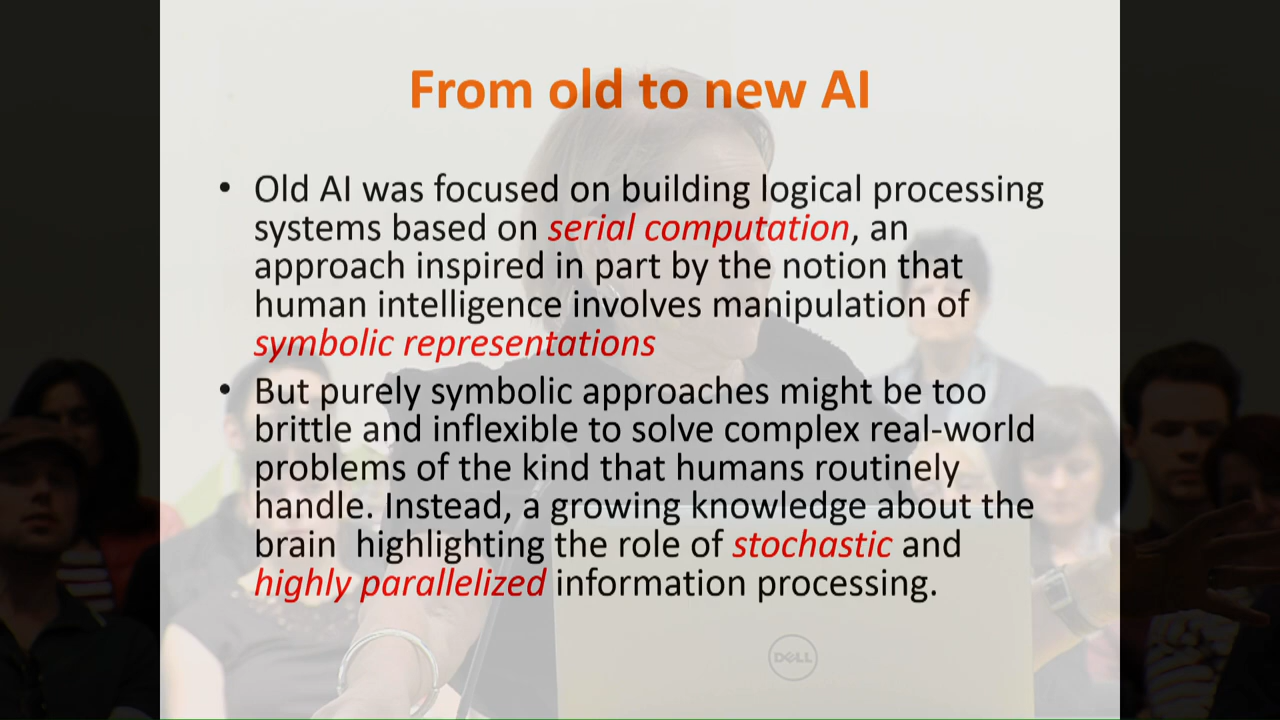 From old to new AI
• Old AI was focused on building logical processing
systems based on serial computation, an
approach inspired in part by the notion that
human intelligence involves manipulation of
symbolic representations
• But purely symbolic approaches might be too
brittle and inflexible to solve complex real-world
problems of the kind that humans routinely
handle. Instead, a growing knowledge about the
brain  highlighting the role of stochastic and
highly parallelized information processing.
DELL